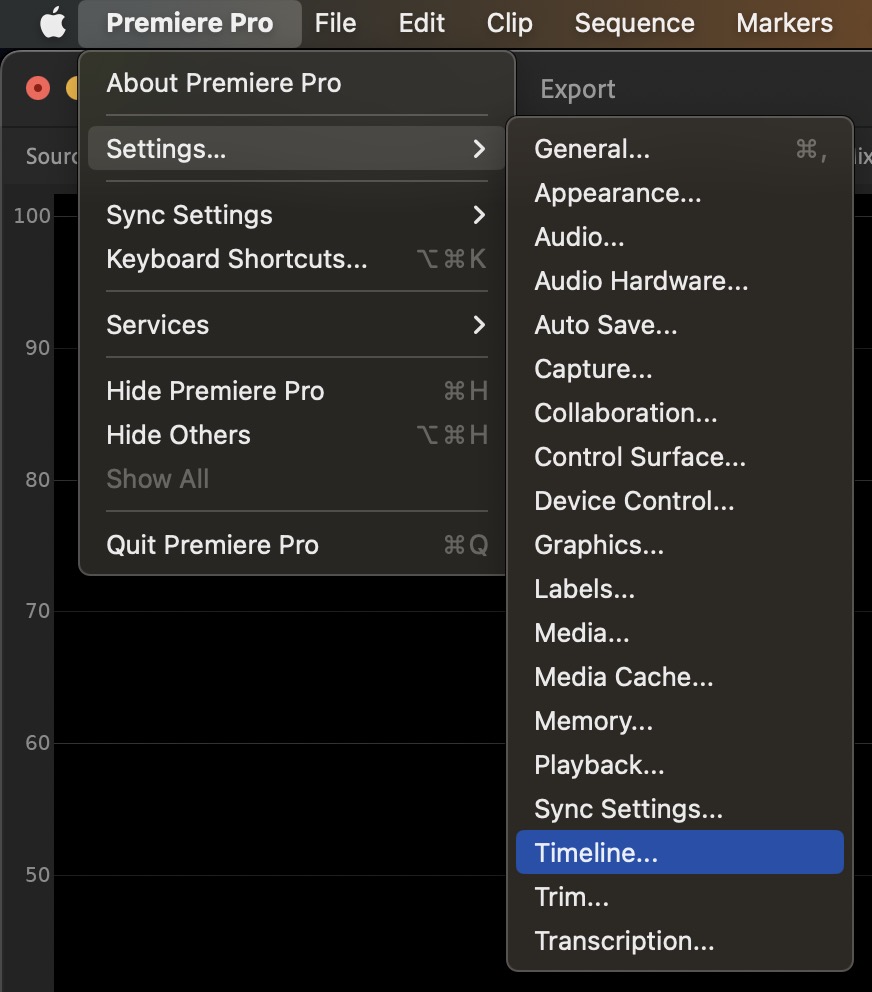 Premiere Pro File Edit Clip Sequence Markers
About Premiere Pro
Export
Settings...
Sync Settings
Keyboard Shortcuts... ⌥⌘K
Services
Hide Premiere Pro ⌘H
Hide Others ⌥⌘H
Show All
Quit Premiere Pro ⌘Q
General... ⌘,
Appearance...
Audio...
Audio Hardware...
Auto Save...
Capture...
Collaboration...
Control Surface...
Device Control...
Graphics...
Labels...
Media...
Media Cache...
Memory...
Playback...
Sync Settings...
Timeline...
Trim...
Transcription...
100
90
80
70
60
50